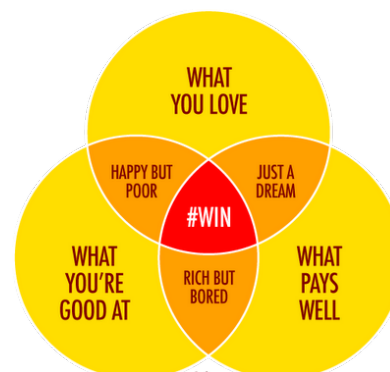 WHAT
YOU LOVE
HAPPY BUT
POOR
JUST A
DREAM
#WIN
WHAT
YOU'RE
GOOD AT
RICH BUT
BORED
WHAT
PAYS
WELL